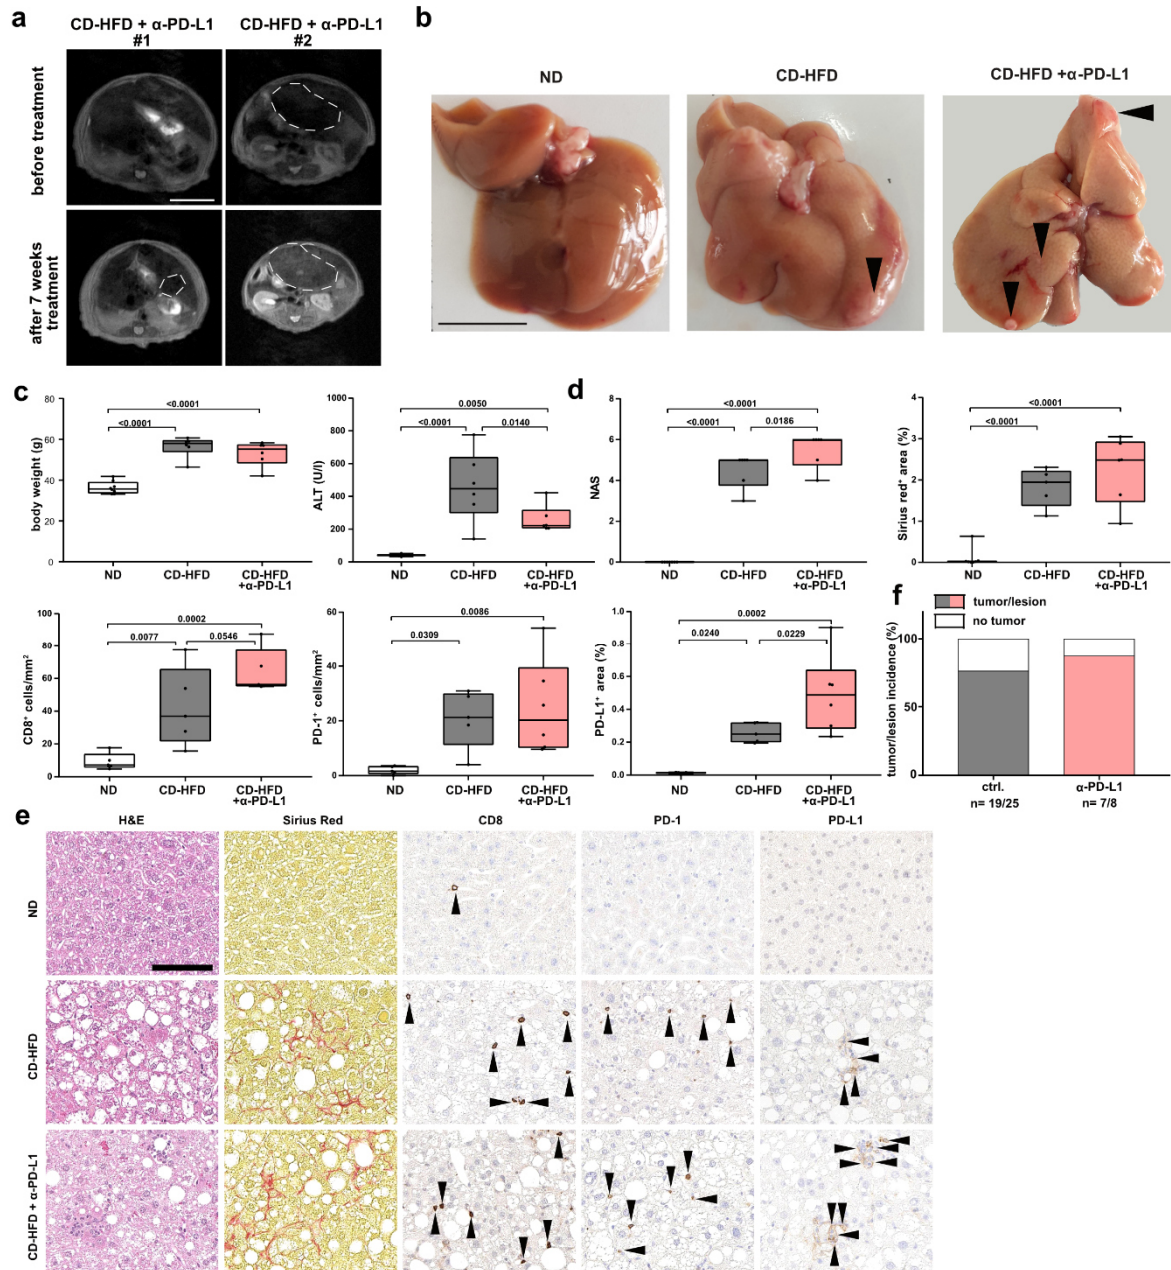 a
CD-HFD + α-PD-L1
#1
CD-HFD + α-PD-L1
#2
before treatment
after 7 weeks
treatment
b
ND
CD-HFD
CD-HFD +α-PD-L1
c
body weight (g)
80
60
40
20
0
<0.0001
<0.0001
ND
CD-HFD
CD-HFD
+α-PD-L1
ALT (U/l)
1000
800
600
400
200
0
0.0050
<0.0001
0.0140
ND
CD-HFD
CD-HFD
+α-PD-L1
d
NAS
8
6
4
2
0
<0.0001
<0.0001
0.0186
ND
CD-HFD
CD-HFD
+α-PD-L1
Sirius red⁺ area (%)
4
3
2
1
0
<0.0001
<0.0001
ND
CD-HFD
CD-HFD
+α-PD-L1
CD8⁺ cells/mm²
100
80
60
40
20
0
0.0002
0.0077
0.0546
ND
CD-HFD
CD-HFD
+α-PD-L1
PD-1⁺ cells/mm²
60
40
20
0
0.0086
0.0309
ND
CD-HFD
CD-HFD
+α-PD-L1
PD-L1⁺ area (%)
1.0
0.8
0.6
0.4
0.2
0.0
0.0002
0.0240
0.0229
ND
CD-HFD
CD-HFD
+α-PD-L1
f
tumor/lesion
no tumor
tumor/lesion incidence (%)
100
50
0
ctrl.
n= 19/25
α-PD-L1
n= 7/8
e
H&E
Sirius Red
CD8
PD-1
PD-L1
ND
CD-HFD
CD-HFD + α-PD-L1